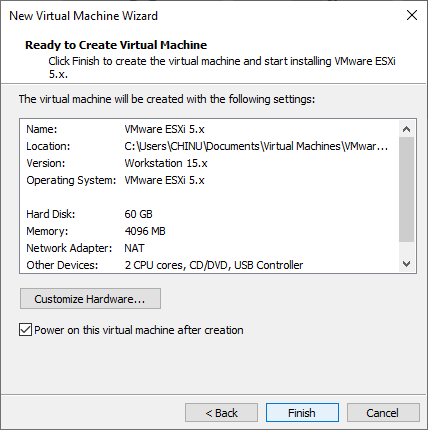 New Virtual Machine Wizard
Ready to Create Virtual Machine
Click Finish to create the virtual machine and start installing VMware ESXi
5.x.
The virtual machine will be created with the following settings:
Name: VMware ESXi 5.x
Location: C:\Users\CHINU\Documents\Virtual Machines\VMwar...
Version: Workstation 15.x
Operating System: VMware ESXi 5.x
Hard Disk: 60 GB
Memory: 4096 MB
Network Adapter: NAT
Other Devices: 2 CPU cores, CD/DVD, USB Controller
Customize Hardware...
Power on this virtual machine after creation
< Back Finish Cancel